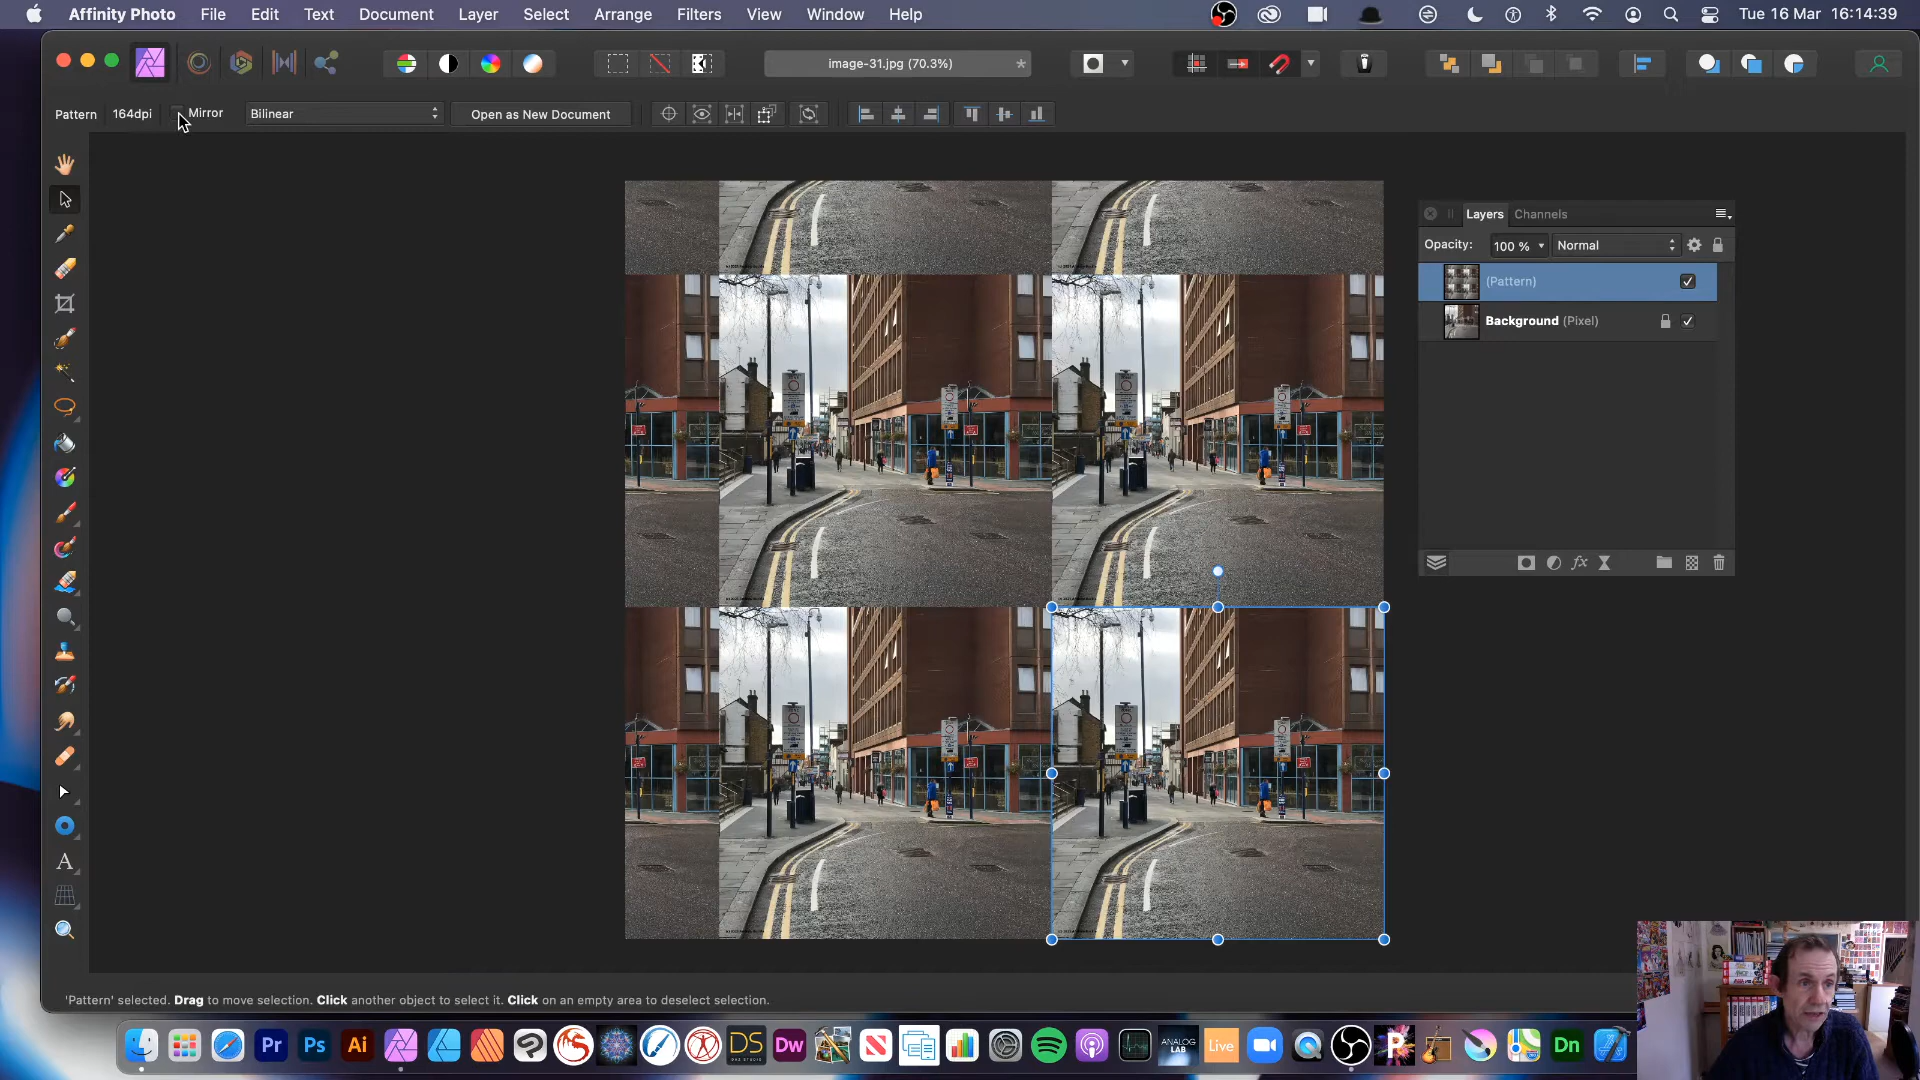 Affinity Photo File Edit Text Document Layer Select Arrange Filters View Window Help Tue 16 Mar 16:14:39
image-31.jpg (70.3%) *
Pattern 164dpi Mirror Bilinear Open as New Document
Layers Channels
Opacity: 100 % Normal
(Pattern)
Background (Pixel)
fx
A
'Pattern' selected. Drag to move selection. Click another object to select it. Click on an empty area to deselect selection.
Pr Ps Ai DS Dw ANALOG LAB Live P Dn